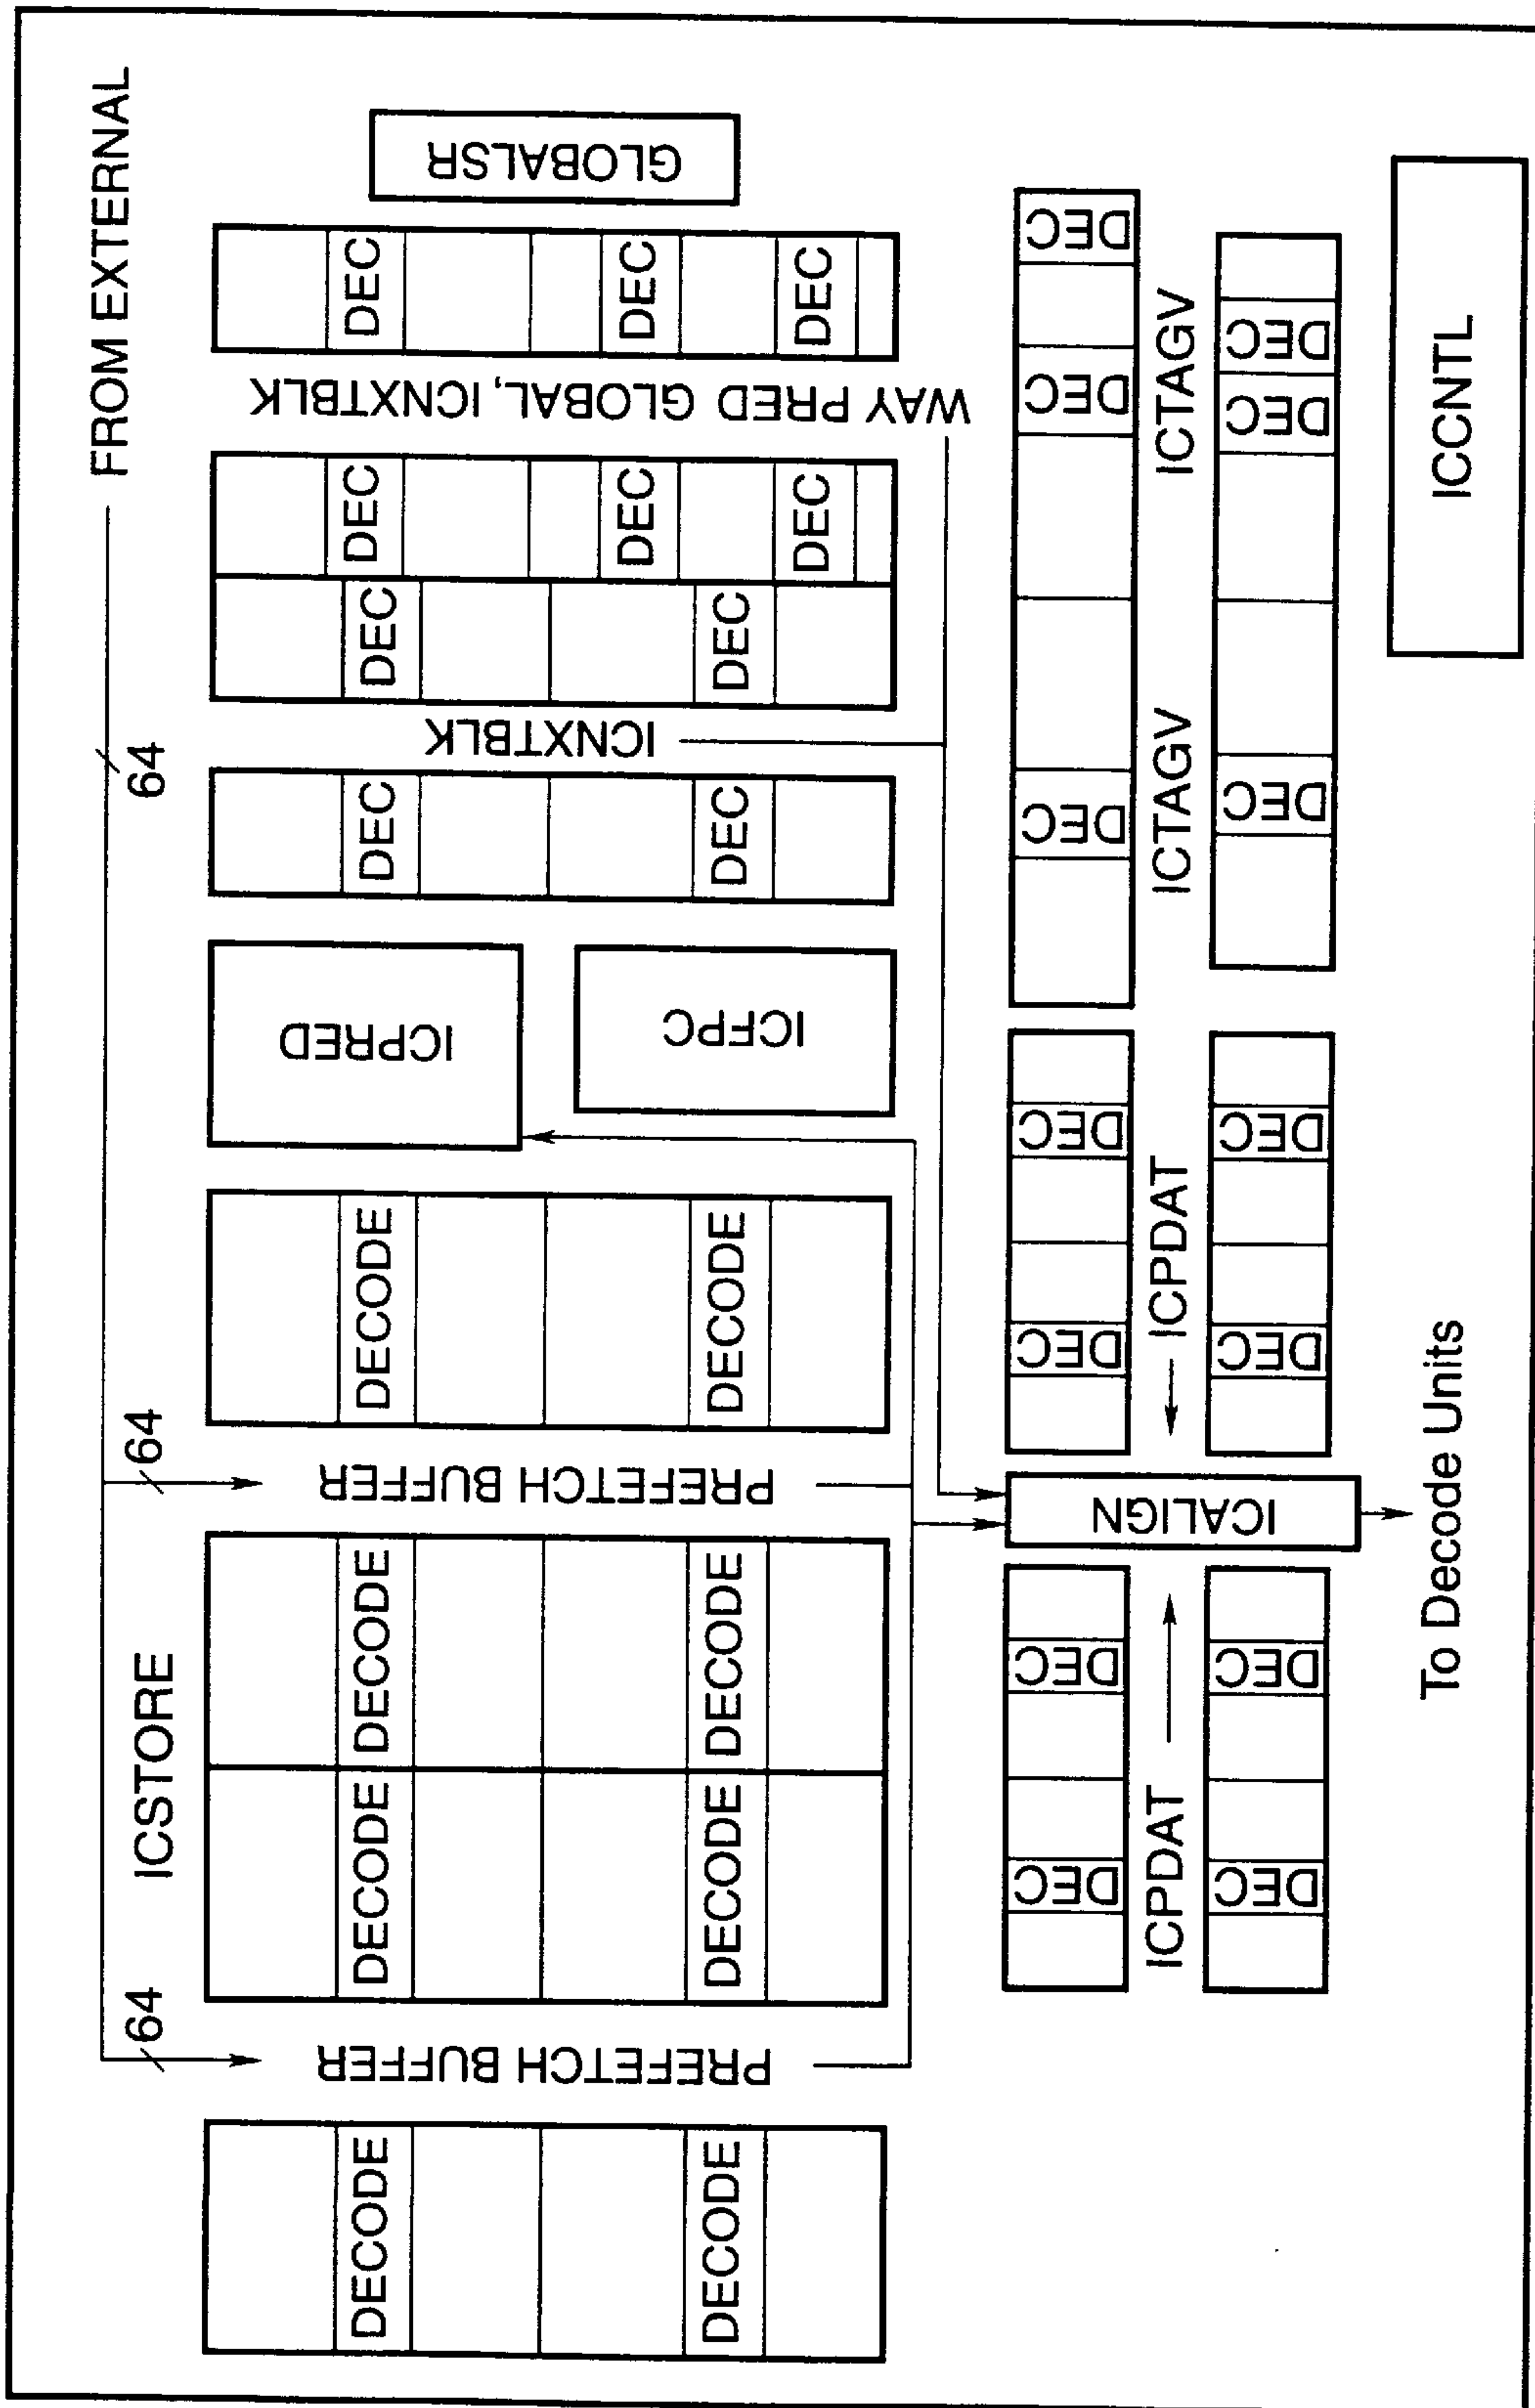 FROM EXTERNAL
64
ICSTORE
64
64
DECODE
DECODE
PREFETCH BUFFER
DECODE DECODE
DECODE DECODE
PREFETCH BUFFER
DECODE
DECODE
ICPRED
ICFPC
DEC
DEC
ICNXTBLK
DEC DEC
DEC
DEC DEC
DEC
WAY PRED GLOBAL, ICNXTBLK
DEC
DEC
DEC
GLOBALSR
DEC DEC
ICPDAT
DEC DEC
ICALIGN
DEC DEC
ICPDAT
DEC DEC
DEC DEC DEC
ICTAGV ICTAGV
DEC DEC DEC
To Decode Units
ICCNTL